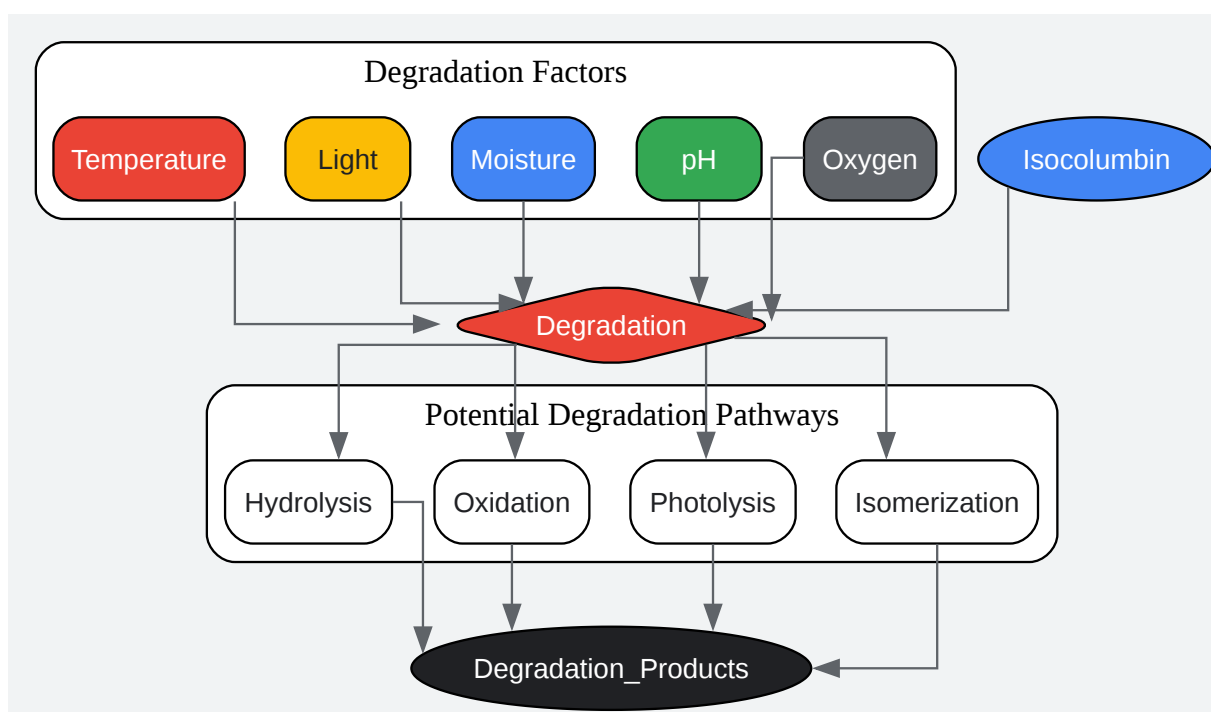 Degradation Factors
Temperature
Light
Moisture
pH
Oxygen
Isocolumbin
Degradation
Potential Degradation Pathways
Hydrolysis
Oxidation
Photolysis
Isomerization
Degradation_Products